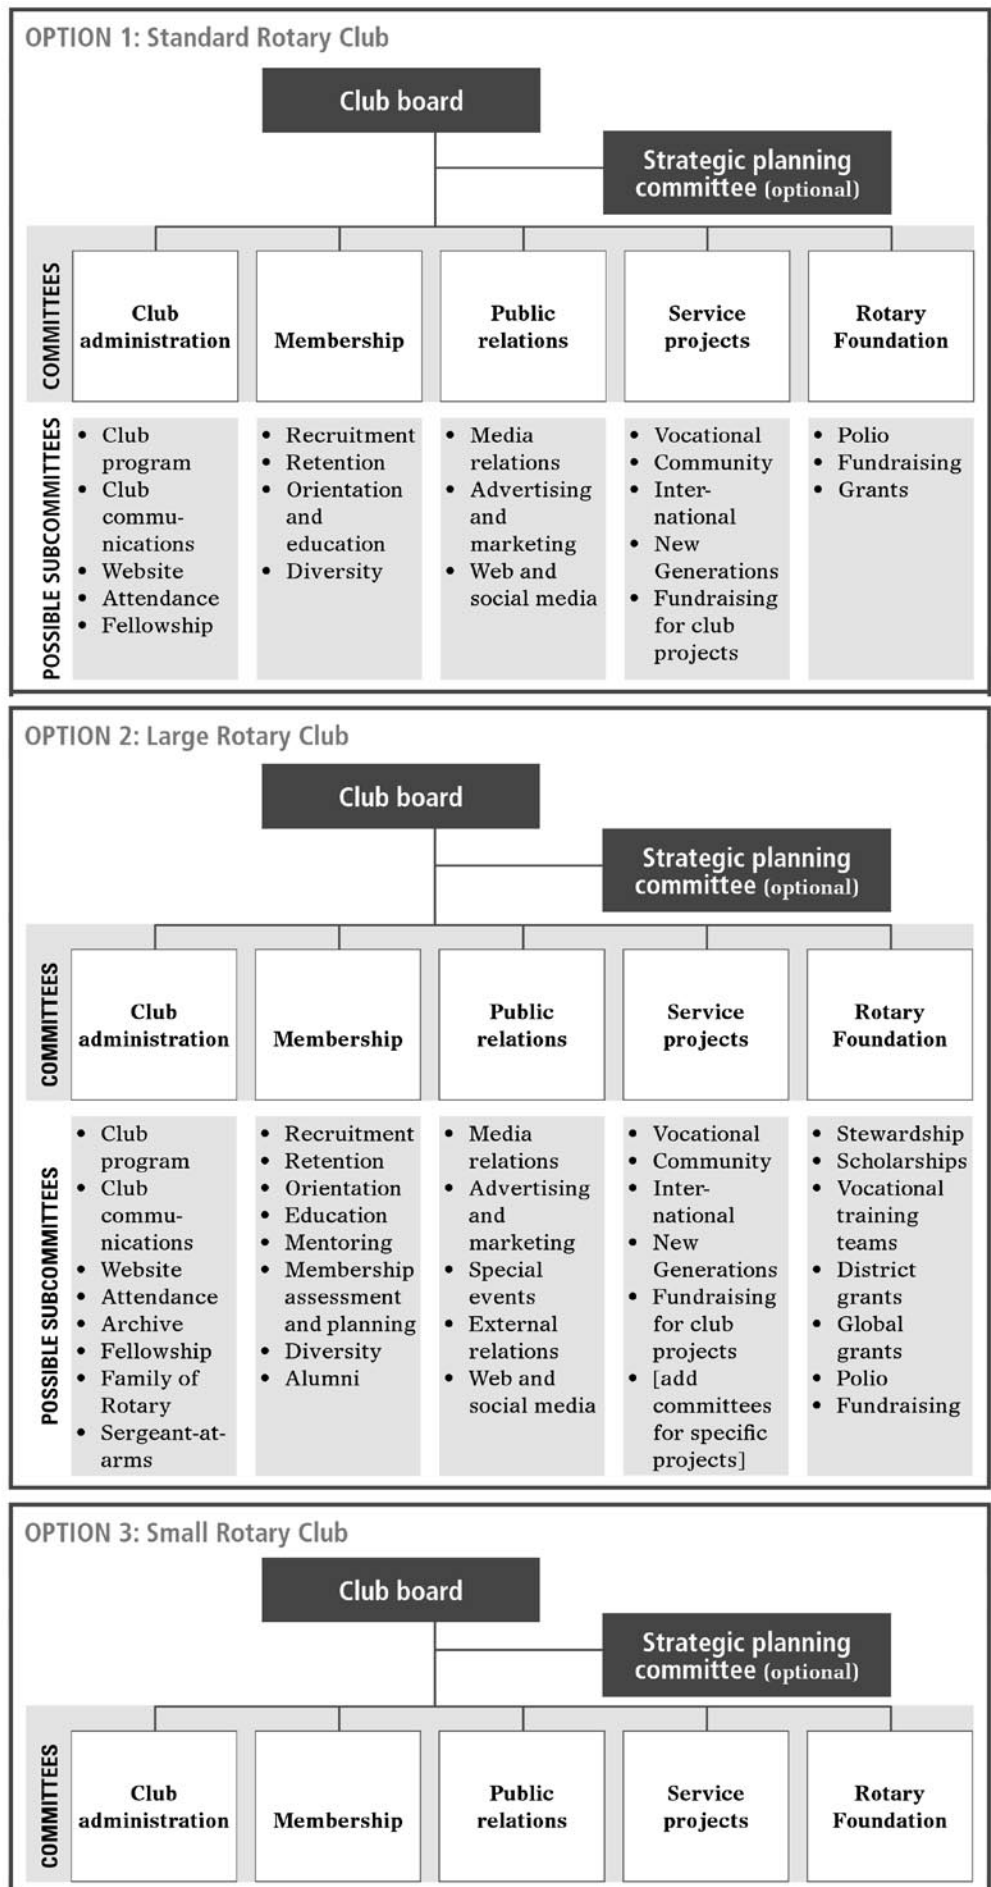 OPTION 1: Standard Rotary Club
Club board
Strategic planning
committee (optional)
COMMITTEES
Club
administration
Membership
Public
relations
Service
projects
Rotary
Foundation
POSSIBLE SUBCOMMITTEES
• Club
program
• Club
commu-
nications
• Website
• Attendance
• Fellowship
• Recruitment
• Retention
• Orientation
and
education
• Diversity
• Media
relations
• Advertising
and
marketing
• Web and
social media
• Vocational
• Community
• Inter-
national
• New
Generations
• Fundraising
for club
projects
• Polio
• Fundraising
• Grants
OPTION 2: Large Rotary Club
Club board
Strategic planning
committee (optional)
COMMITTEES
Club
administration
Membership
Public
relations
Service
projects
Rotary
Foundation
POSSIBLE SUBCOMMITTEES
• Club
program
• Club
commu-
nications
• Website
• Attendance
• Archive
• Fellowship
• Family of
Rotary
• Sergeant-at-
arms
• Recruitment
• Retention
• Orientation
• Education
• Mentoring
• Membership
assessment
and planning
• Diversity
• Alumni
• Media
relations
• Advertising
and
marketing
• Special
events
• External
relations
• Web and
social media
• Vocational
• Community
• Inter-
national
• New
Generations
• Fundraising
for club
projects
• [add
committees
for specific
projects]
• Stewardship
• Scholarships
• Vocational
training
teams
• District
grants
• Global
grants
• Polio
• Fundraising
OPTION 3: Small Rotary Club
Club board
Strategic planning
committee (optional)
COMMITTEES
Club
administration
Membership
Public
relations
Service
projects
Rotary
Foundation